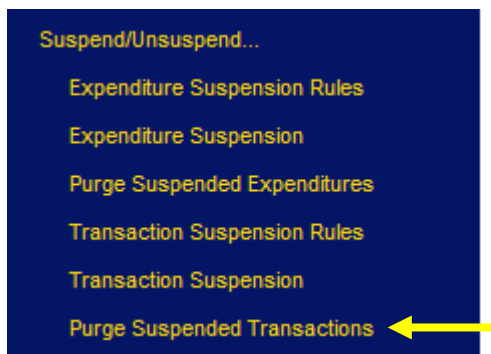 Suspend/Unsuspend...
Expenditure Suspension Rules
Expenditure Suspension
Purge Suspended Expenditures
Transaction Suspension Rules
Transaction Suspension
Purge Suspended Transactions